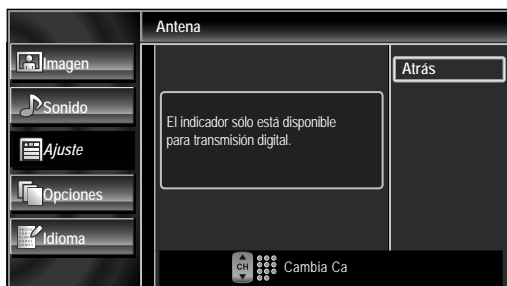 Antena
Imagen
Sonido
Ajuste
Opciones
Idioma
El indicador sólo está disponible
para transmisión digital.
Atrás
CH
Cambia Ca